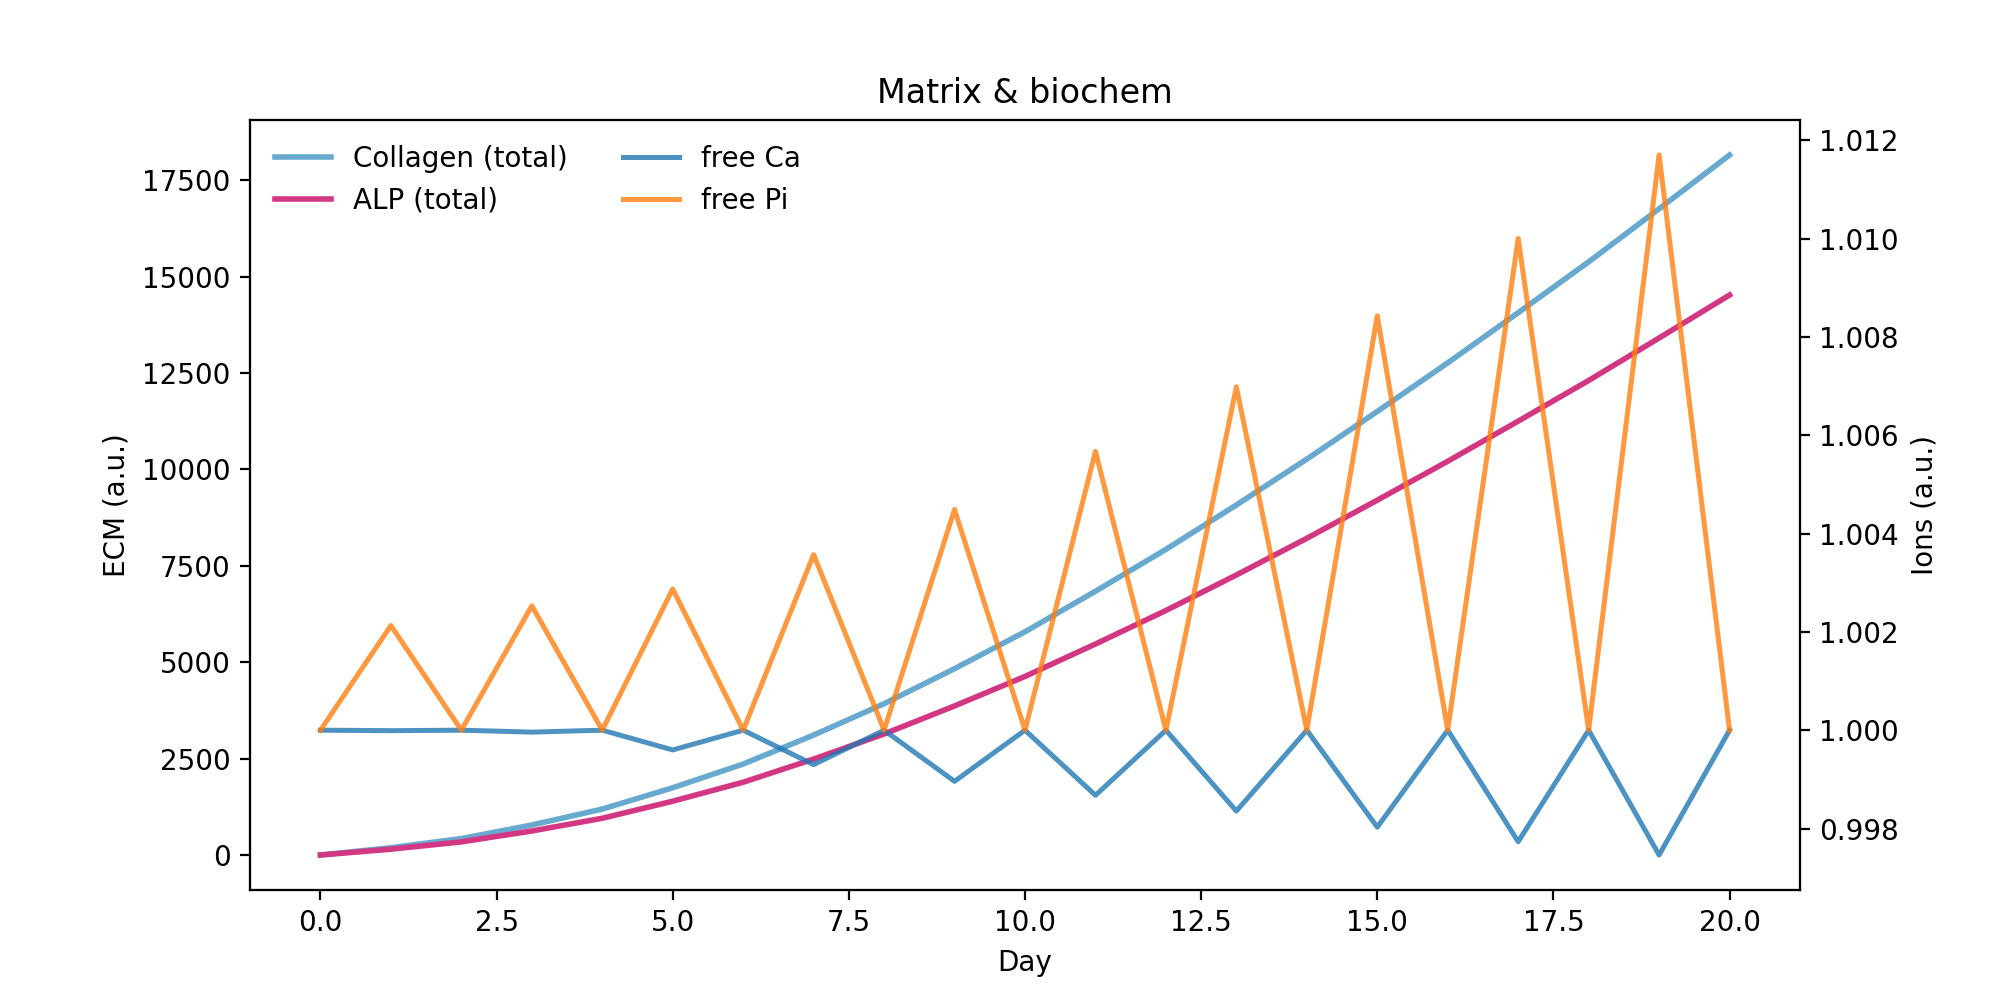 Matrix & biochem
Collagen (total)
ALP (total)
free Ca
free Pi
ECM (a.u.)
17500
15000
12500
10000
7500
5000
2500
0
1.012
1.010
1.008
1.006
1.004
1.002
1.000
0.998
Ions (a.u.)
0.0 2.5 5.0 7.5 10.0 12.5 15.0 17.5 20.0
Day